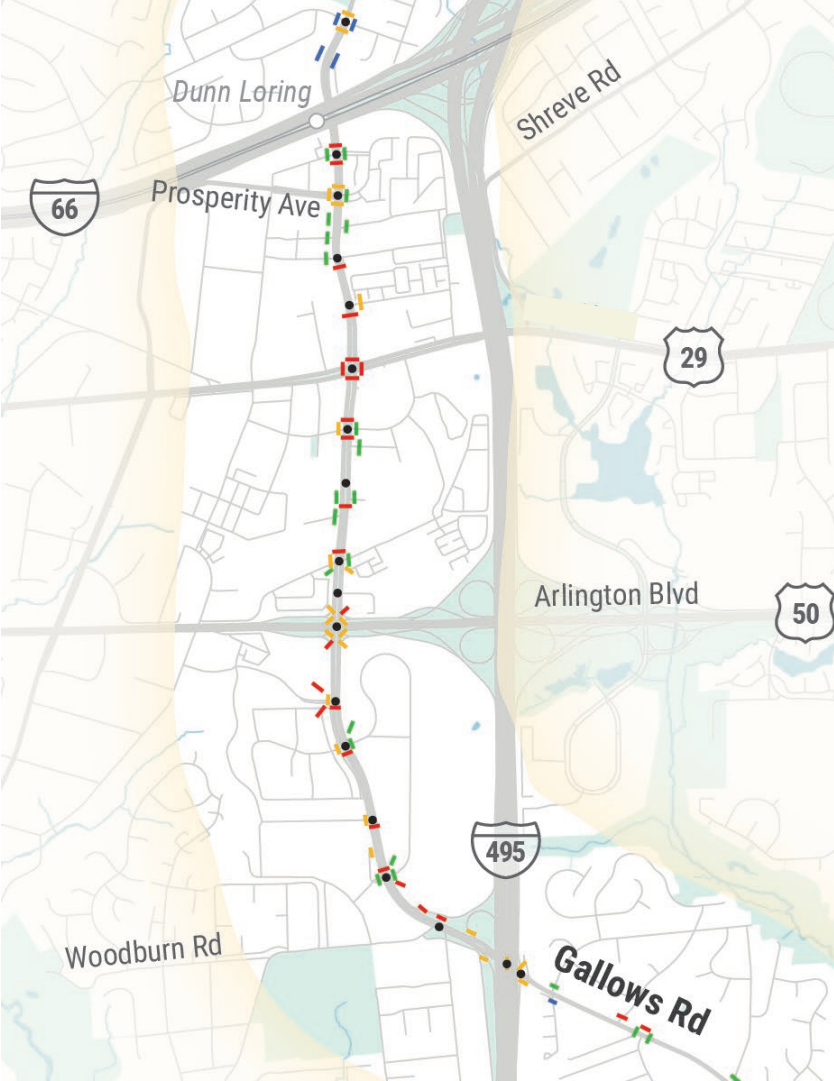 Dunn Loring
Shreve Rd
66
Prosperity Ave
29
Arlington Blvd
50
495
Woodburn Rd
Gallows Rd